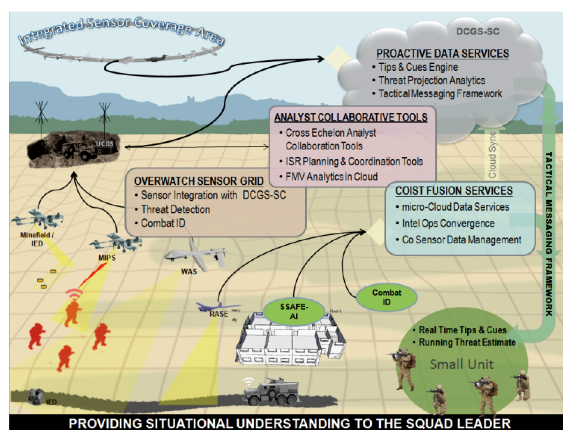 Integrated Sensor Coverage Area
DCGS-SC
PROACTIVE DATA SERVICES
• Tips & Cues Engine
• Threat Projection Analytics
• Tactical Messaging Framework
UCGS
ANALYST COLLABORATIVE TOOLS
• Cross Echelon Analyst
Collaboration Tools
• ISR Planning & Coordination Tools
• FMV Analytics in Cloud
Cloud Sync
TACTICAL MESSAGING FRAMEWORK
OVERWATCH SENSOR GRID
• Sensor Integration with DCGS-SC
• Threat Detection
• Combat ID
COIST FUSION SERVICES
• micro-Cloud Data Services
• Intel Ops Convergence
• Co Sensor Data Management
Minefield /
IED
MIPS
WAS
RASE
SSAFE-
AI
Combat
ID
• Real Time Tips & Cues
• Running Threat Estimate
Small Unit
IED
PROVIDING SITUATIONAL UNDERSTANDING TO THE SQUAD LEADER